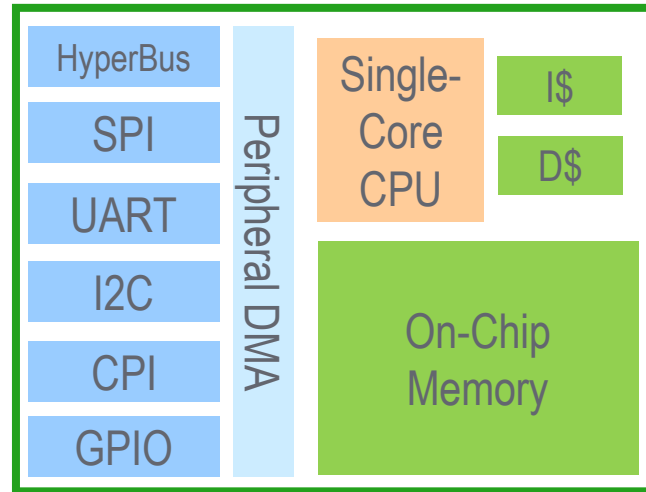 HyperBus
SPI
UART
I2C
CPI
GPIO
Peripheral DMA
Single-
Core
CPU
I$
D$
On-Chip
Memory